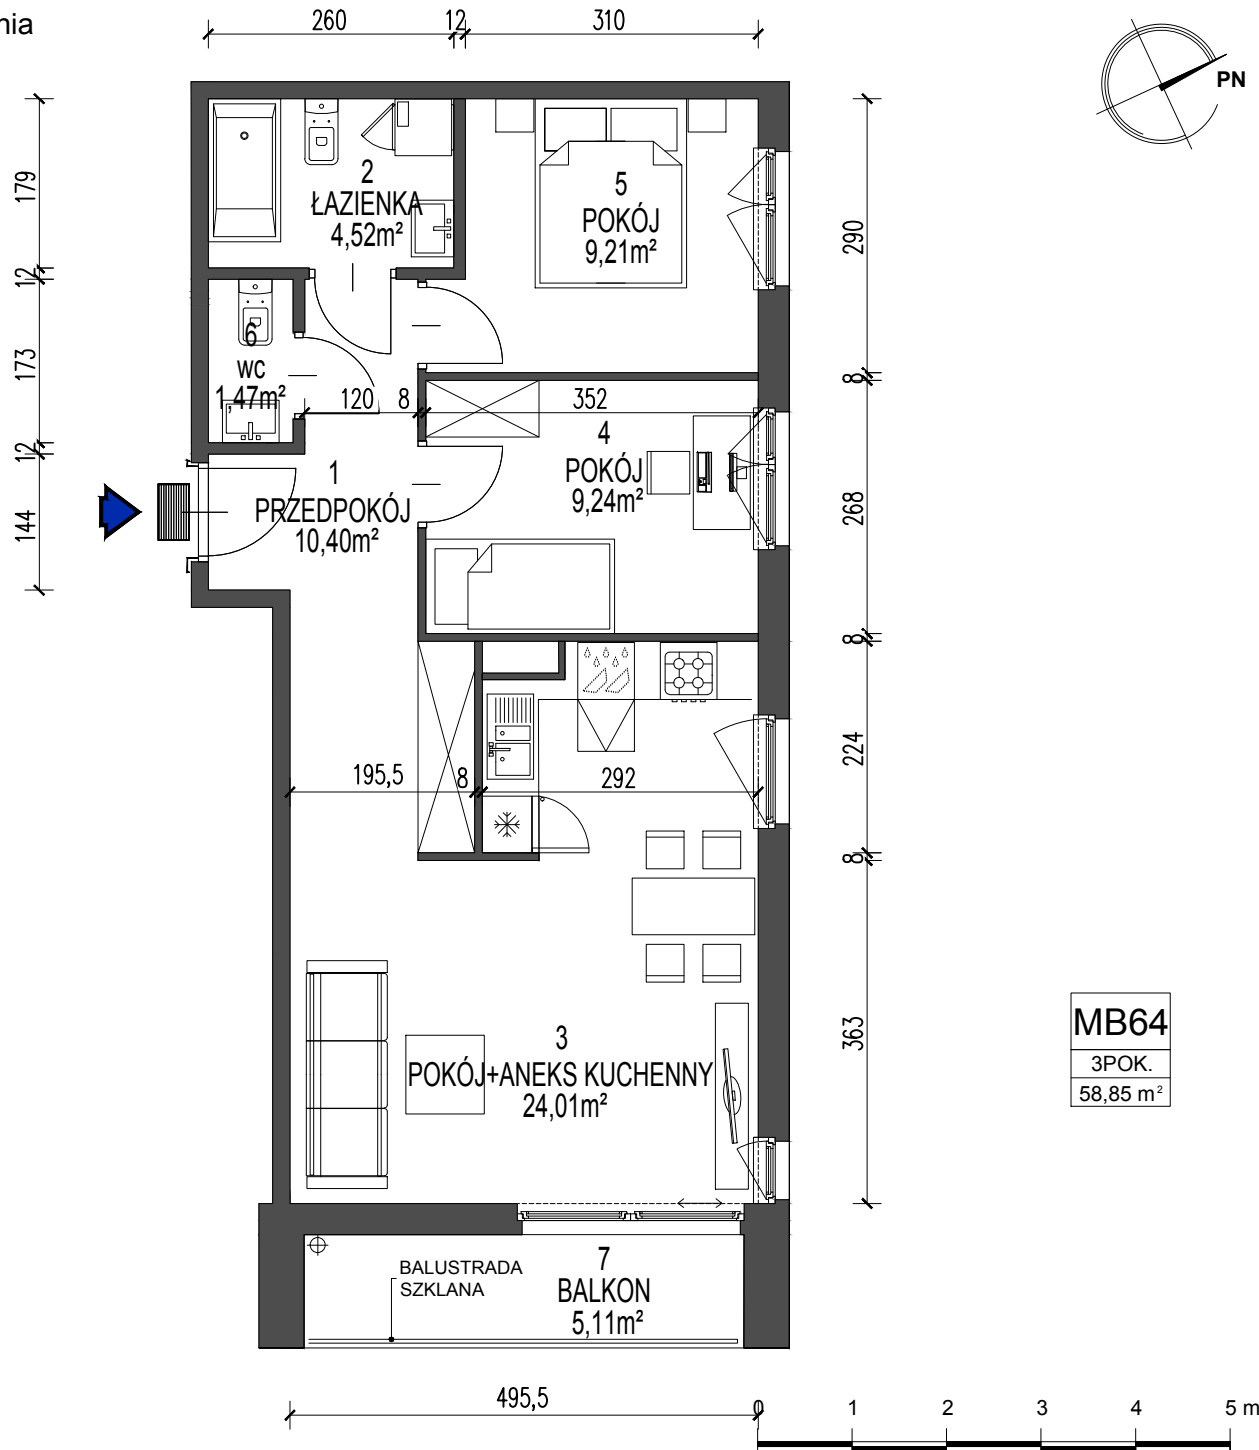 nia
260 12 310
PN
179
12
173
12
144
2
ŁAZIENKA
4,52m²
5
POKÓJ
9,21m²
290
6
wc
1,47m²
120 8 352
8
4
POKÓJ
9,24m²
268
1
PRZEDPOKÓJ
10,40m²
8
224
195,5 8 292
8
363
3
POKÓJ+ANEKS KUCHENNY
24,01m²
MB64
3POK.
58,85 m²
BALUSTRADA
SZKLANA
7
BALKON
5,11m²
495,5
0 1 2 3 4 5 m